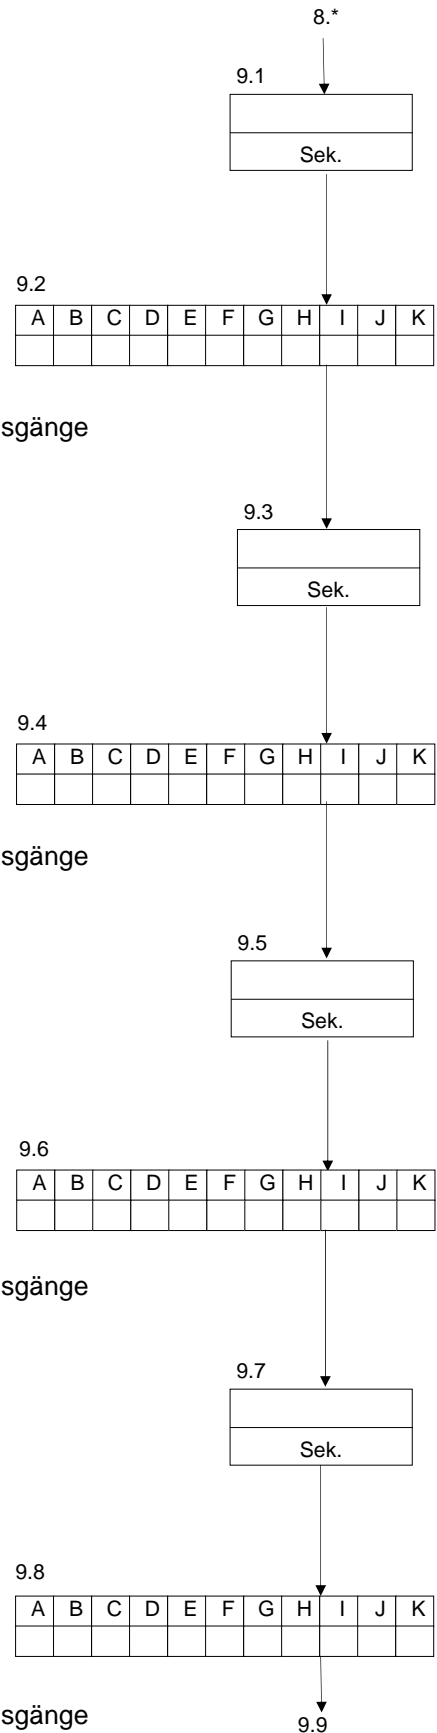 8.*
9.1
Sek.
9.2
A B C D E F G H I J K
sgänge
9.3
Sek.
9.4
A B C D E F G H I J K
sgänge
9.5
Sek.
9.6
A B C D E F G H I J K
sgänge
9.7
Sek.
9.8
A B C D E F G H I J K
sgänge
9.9